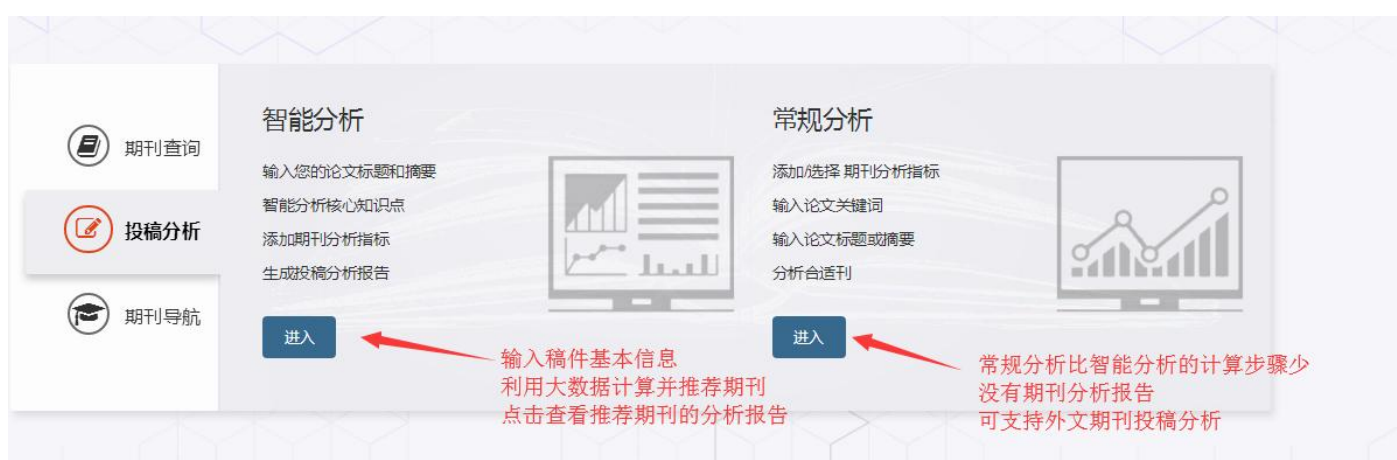 期刊查询
投稿分析
期刊导航
智能分析
输入您的论文标题和摘要
智能分析核心知识点
添加期刊分析指标
生成投稿分析报告
进入
输入稿件基本信息
利用大数据计算并推荐期刊
点击查看推荐期刊的分析报告
常规分析
添加/选择 期刊分析指标
输入论文关键词
输入论文标题或摘要
分析合适刊
进入
常规分析比智能分析的计算步骤少
没有期刊分析报告
可支持外文期刊投稿分析